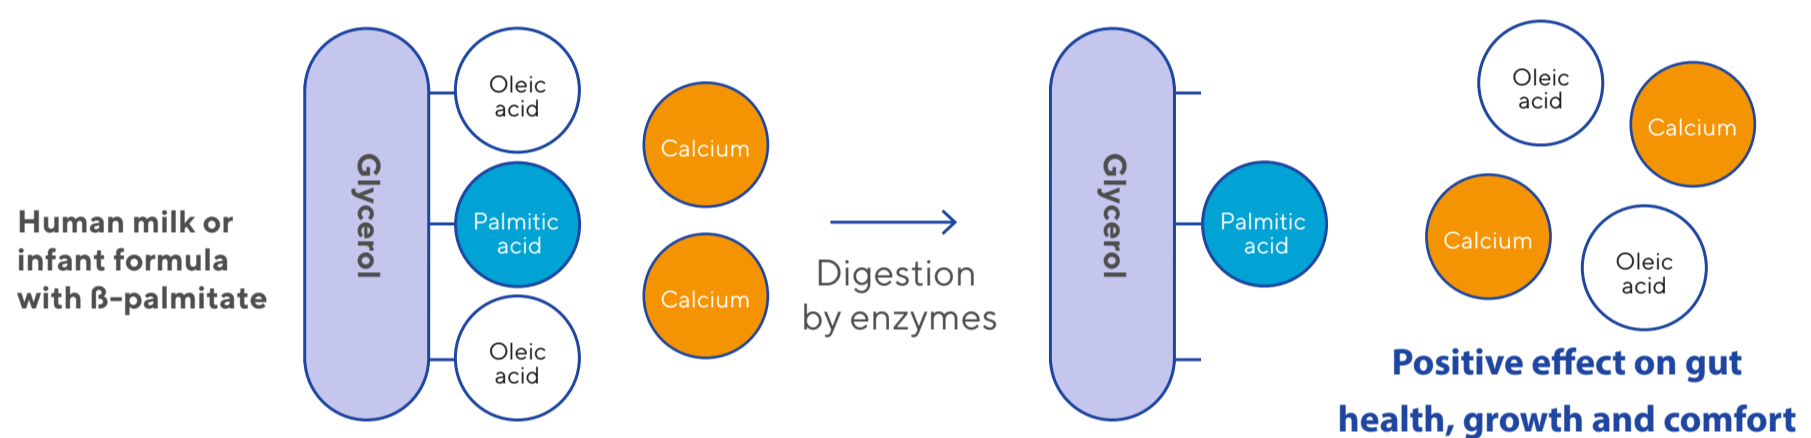 Human milk or
infant formula
with ß-palmitate
Glycerol
Oleic
acid
Palmitic
acid
Oleic
acid
Calcium
Calcium
Digestion
by enzymes
Glycerol
Palmitic
acid
Oleic
acid
Calcium
Calcium
Oleic
acid
Positive effect on gut
health, growth and comfort